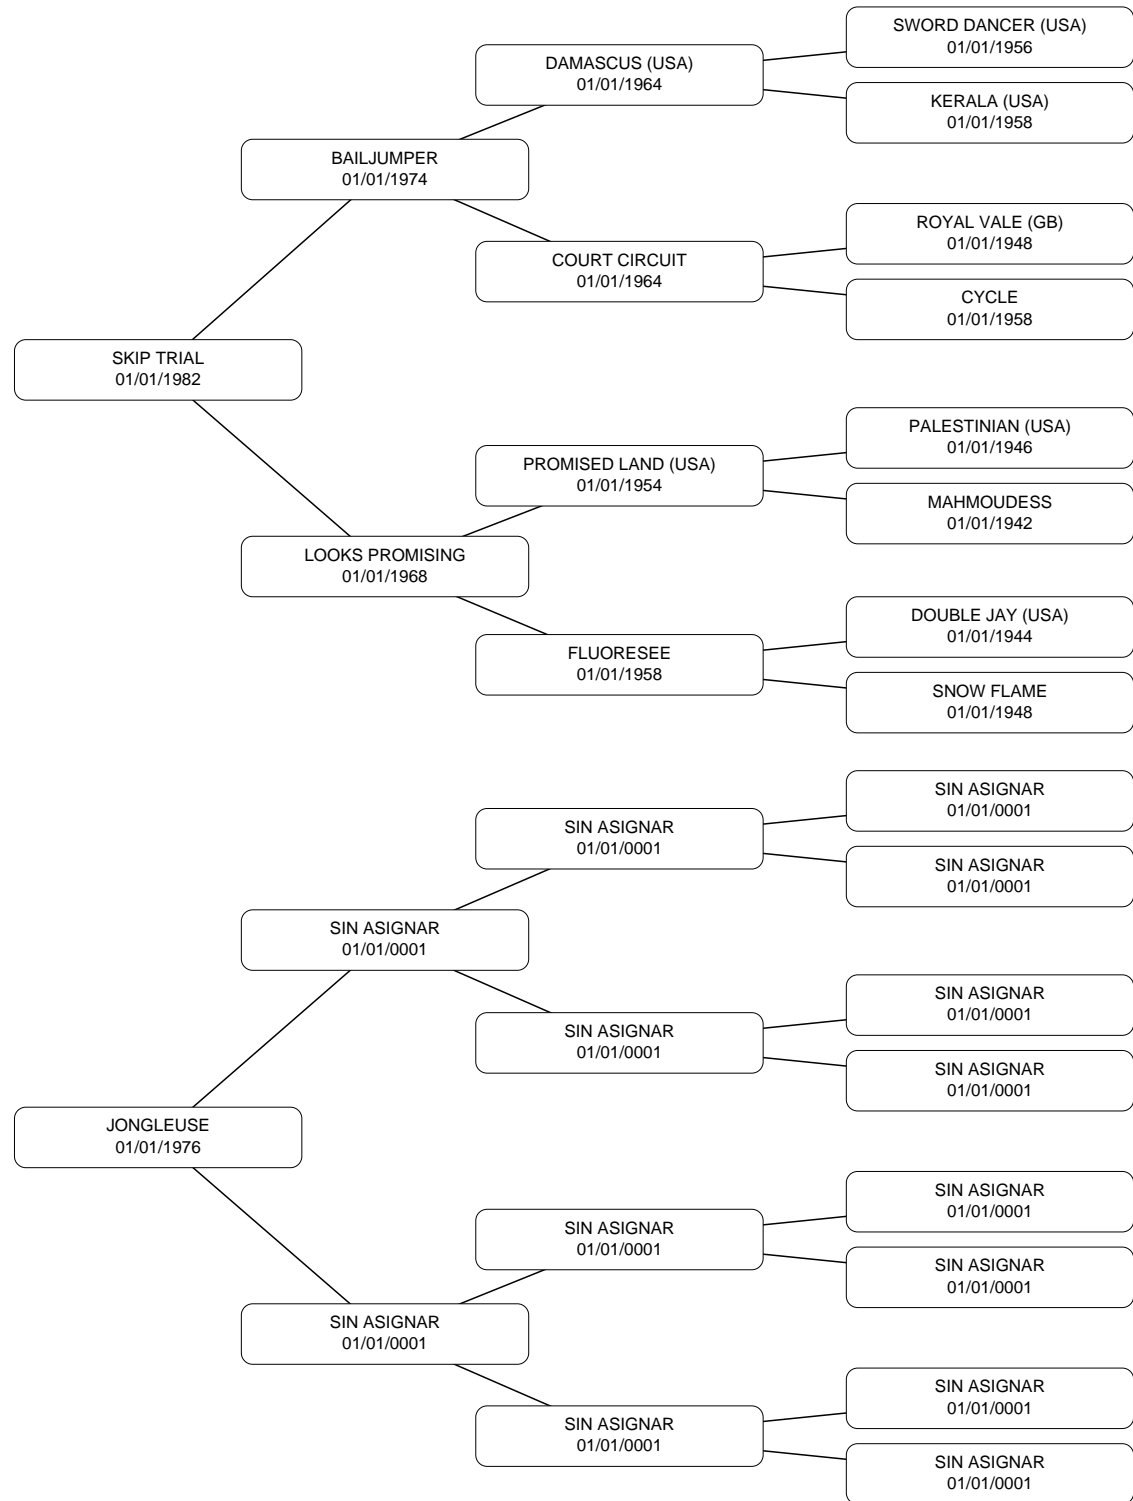 SWORD DANCER (USA)
01/01/1956
DAMASCUS (USA)
01/01/1964
KERALA (USA)
01/01/1958
BAILJUMPER
01/01/1974
ROYAL VALE (GB)
01/01/1948
COURT CIRCUIT
01/01/1964
CYCLE
01/01/1958
SKIP TRIAL
01/01/1982
PALESTINIAN (USA)
01/01/1946
PROMISED LAND (USA)
01/01/1954
MAHMOUDESS
01/01/1942
LOOKS PROMISING
01/01/1968
DOUBLE JAY (USA)
01/01/1944
FLUORESEE
01/01/1958
SNOW FLAME
01/01/1948
SIN ASIGNAR
01/01/0001
SIN ASIGNAR
01/01/0001
SIN ASIGNAR
01/01/0001
SIN ASIGNAR
01/01/0001
SIN ASIGNAR
01/01/0001
SIN ASIGNAR
01/01/0001
SIN ASIGNAR
01/01/0001
JONGLEUSE
01/01/1976
SIN ASIGNAR
01/01/0001
SIN ASIGNAR
01/01/0001
SIN ASIGNAR
01/01/0001
SIN ASIGNAR
01/01/0001
SIN ASIGNAR
01/01/0001
SIN ASIGNAR
01/01/0001
SIN ASIGNAR
01/01/0001